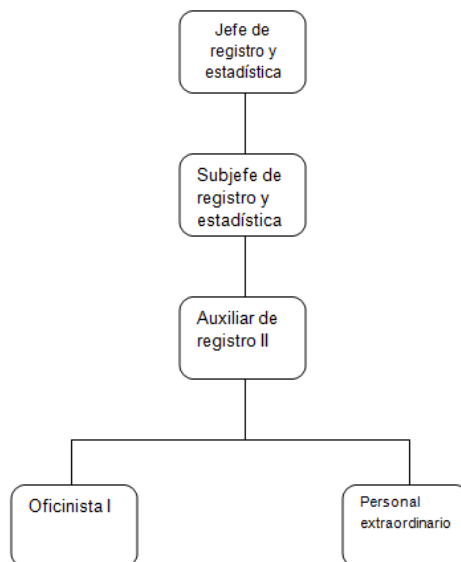 Jefe de
registro y
estadística
Subjefe de
registro y
estadística
Auxiliar de
registro II
Oficinista I
Personal
extraordinario